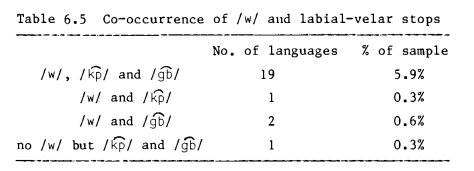 Table 6.5 Co-occurrence of /w/ and labial-velar stops
No. of languages % of sample
/w/, /k͡p/ and /g͡b/ 19 5.9%
/w/ and /k͡p/ 1 0.3%
/w/ and /g͡b/ 2 0.6%
no /w/ but /k͡p/ and /g͡b/ 1 0.3%